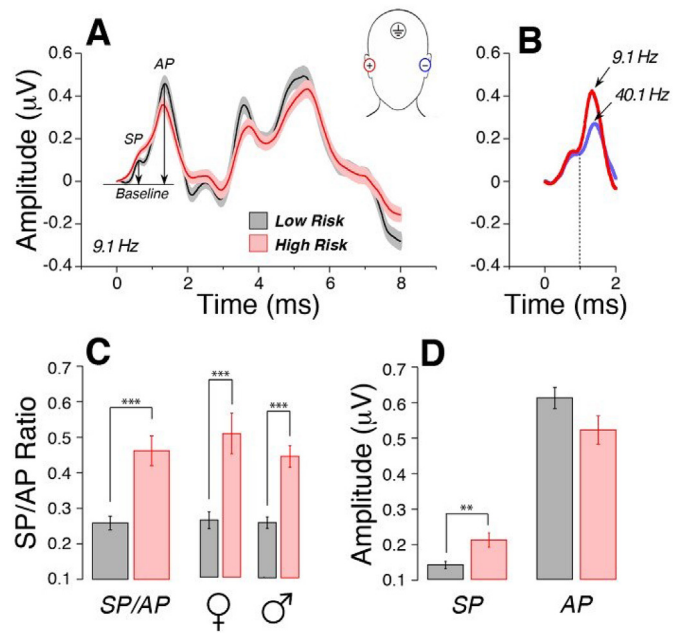 A
Amplitude (μV)
0.6
0.4
0.2
0
-0.2
-0.4
AP
SP
Baseline
9.1 Hz
Low Risk
High Risk
0 2 4 6 8
Time (ms)
+
−
B
0.6
0.4
0.2
0
-0.2
-0.4
9.1 Hz
40.1 Hz
0 2
Time (ms)
C
SP/AP Ratio
0.7
0.6
0.5
0.4
0.3
0.2
0.1
*** *** ***
SP/AP ♀ ♂
D
Amplitude (μV)
0.7
0.6
0.5
0.4
0.3
0.2
0.1
**
SP AP